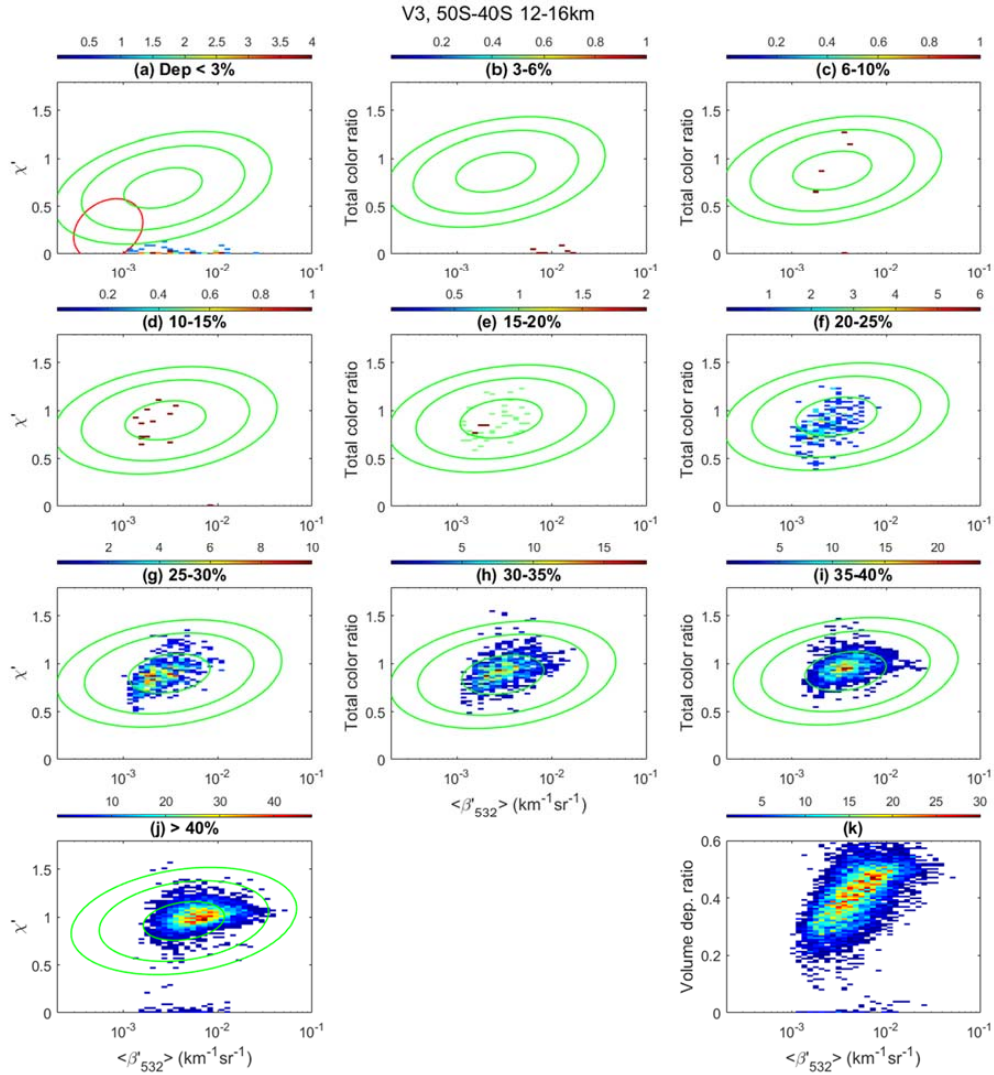 V3, 50S-40S 12-16km
0.5 1 1.5 2 2.5 3 3.5 4
0.2 0.4 0.6 0.8 1
0.2 0.4 0.6 0.8 1
(a) Dep < 3%
(b) 3-6%
(c) 6-10%
χ'
Total color ratio
Total color ratio
1.5
1
0.5
0
1.5
1
0.5
0
1.5
1
0.5
0
10-3 10-2 10-1
10-3 10-2 10-1
10-3 10-2 10-1
0.2 0.4 0.6 0.8 1
0.5 1 1.5 2
1 2 3 4 5 6
(d) 10-15%
(e) 15-20%
(f) 20-25%
χ'
Total color ratio
Total color ratio
1.5
1
0.5
0
1.5
1
0.5
0
1.5
1
0.5
0
10-3 10-2 10-1
10-3 10-2 10-1
10-3 10-2 10-1
2 4 6 8 10
5 10 15
5 10 15 20
(g) 25-30%
(h) 30-35%
(i) 35-40%
χ'
Total color ratio
Total color ratio
1.5
1
0.5
0
1.5
1
0.5
0
1.5
1
0.5
0
10-3 10-2 10-1
10-3 10-2 10-1
10-3 10-2 10-1
<β'532> (km-1sr-1)
10 20 30 40
5 10 15 20 25 30
(j) > 40%
(k)
χ'
Volume dep. ratio
1.5
1
0.5
0
0.6
0.4
0.2
0
10-3 10-2 10-1
10-3 10-2 10-1
<β'532> (km-1sr-1)
<β'532> (km-1sr-1)